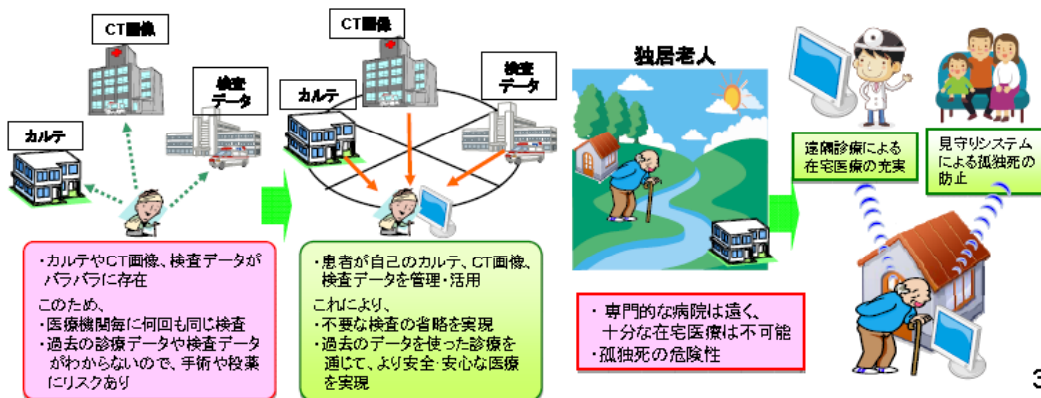 CT画像
カルテ
検査
データ
・カルテやCT画像、検査データが
バラバラに存在
このため、
・医療機関毎に何回も同じ検査
・過去の診療データや検査データ
がわからないので、手術や投薬
にリスクあり
CT画像
カルテ
検査
データ
・患者が自己のカルテ、CT画像、
検査データを管理・活用
これにより、
・不要な検査の省略を実現
・過去のデータを使った診療を
通じて、より安全・安心な医療
を実現
独居老人
・専門的な病院は遠く、
十分な在宅医療は不可能
・孤独死の危険性
遠隔診療による
在宅医療の充実
見守りシステム
による孤独死の
防止
3